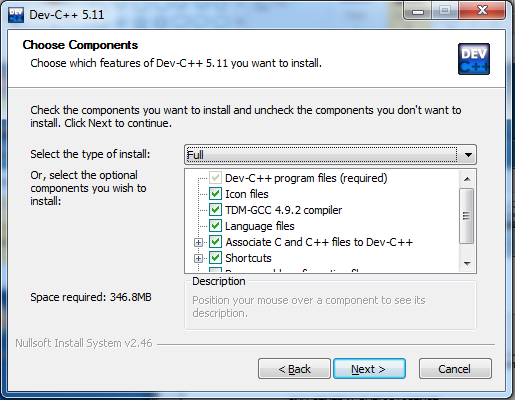 Dev-C++ 5.11
Choose Components
Choose which features of Dev-C++ 5.11 you want to install.
DEV
C++
Check the components you want to install and uncheck the components you don't want to
install. Click Next to continue.
Select the type of install:
Full
Or, select the optional
components you wish to
install:
Dev-C++ program files (required)
Icon files
TDM-GCC 4.9.2 compiler
Language files
Associate C and C++ files to Dev-C++
Shortcuts
Space required: 346.8MB
Description
Position your mouse over a component to see its
description.
Nullsoft Install System v2.46
< Back
Next >
Cancel